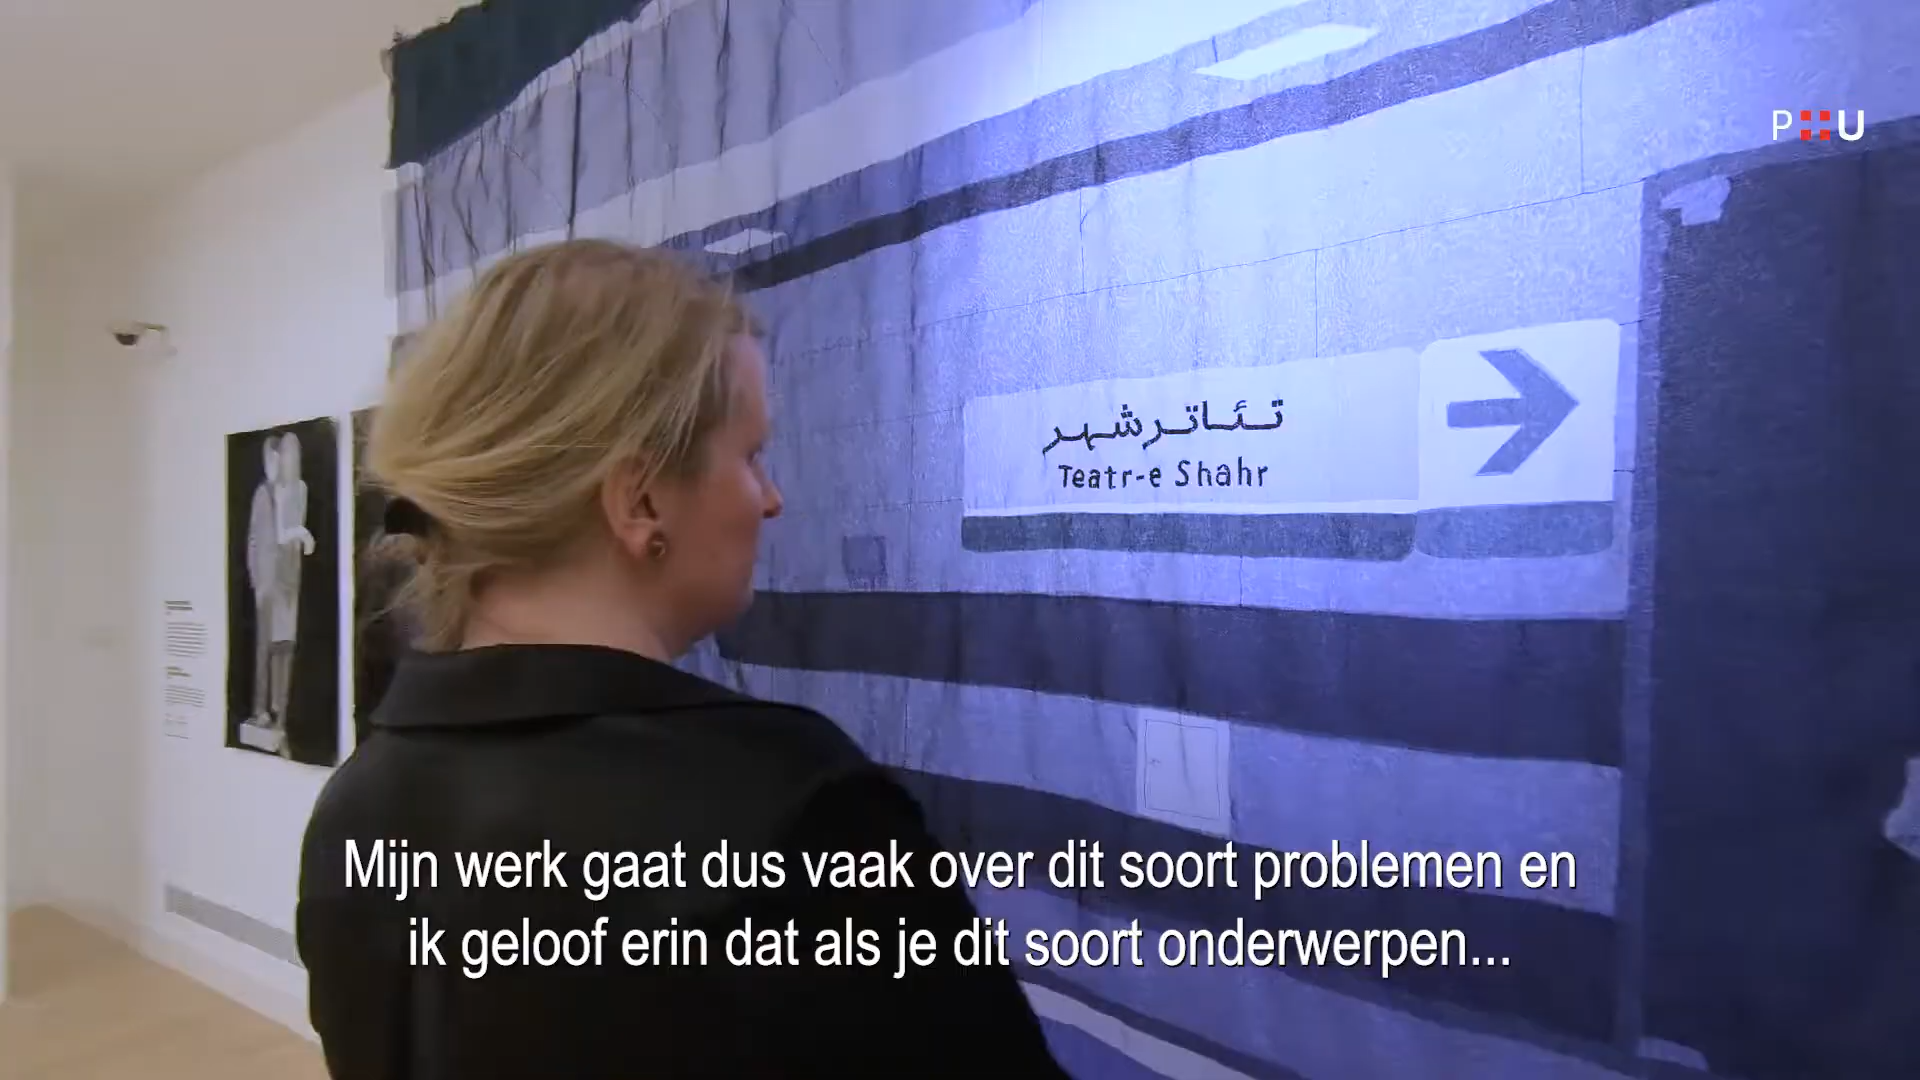 P U
تئاتر شهر
Teatr-e Shahr
Mijn werk gaat dus vaak over dit soort problemen en
ik geloof erin dat als je dit soort onderwerpen...